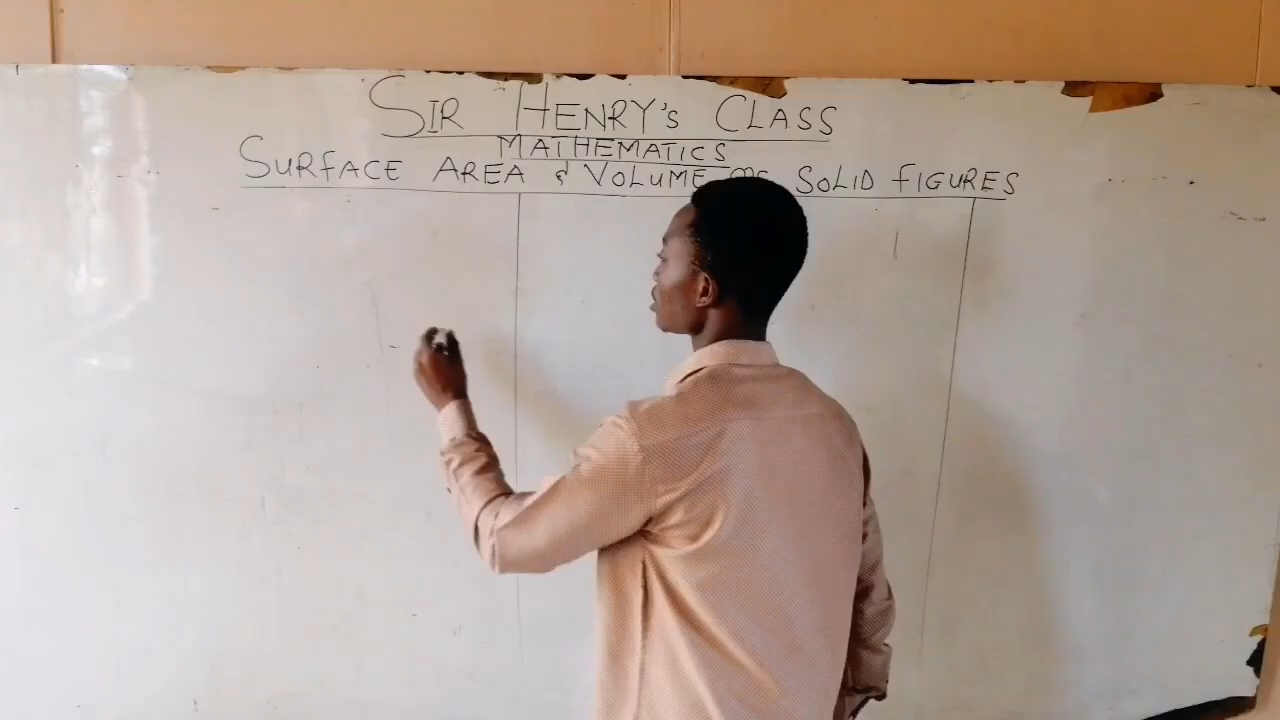 SIR HENRY'S CLASS
MATHEMATICS
SURFACE AREA & VOLUME SOLID FIGURES